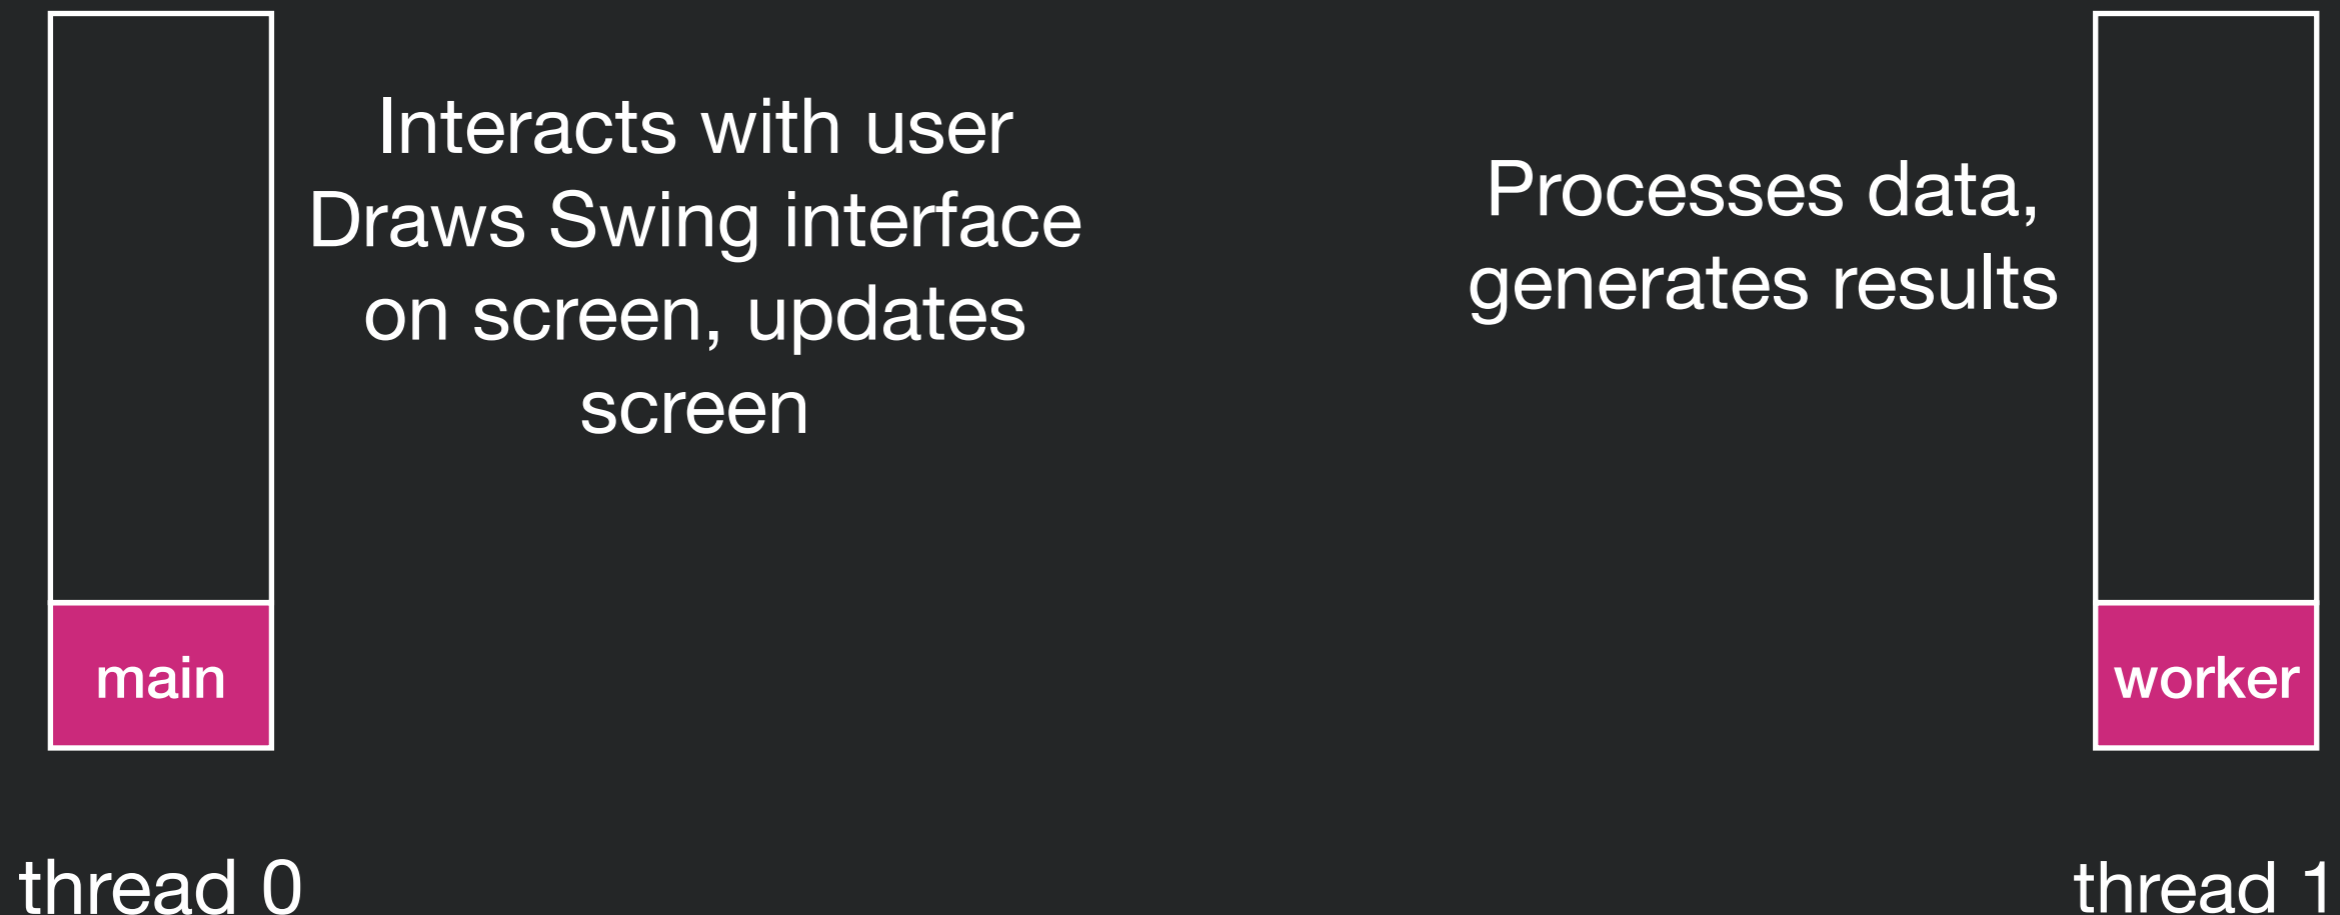 Interacts with user
Draws Swing interface
on screen, updates
screen
Processes data,
generates results
main
worker
thread 0
thread 1